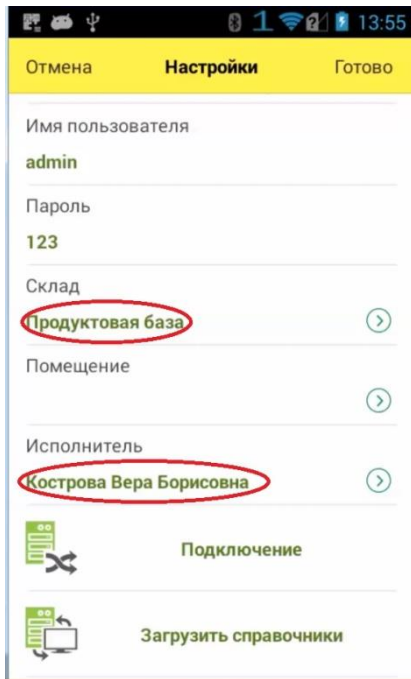 1 13:55
Отмена Настройки Готово
Имя пользователя
admin
Пароль
123
Склад
Продуктовая база
Помещение
Исполнитель
Кострова Вера Борисовна
Подключение
Загрузить справочники